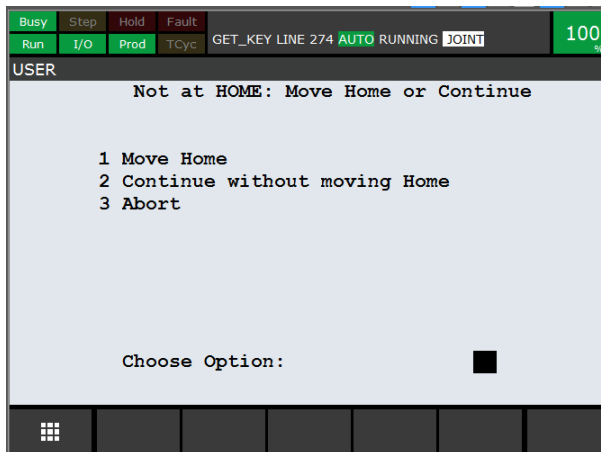 Busy Step Hold Fault
Run I/O Prod TCyc GET_KEY LINE 274 AUTO RUNNING JOINT 100
%
USER
Not at HOME: Move Home or Continue
1 Move Home
2 Continue without moving Home
3 Abort
Choose Option: